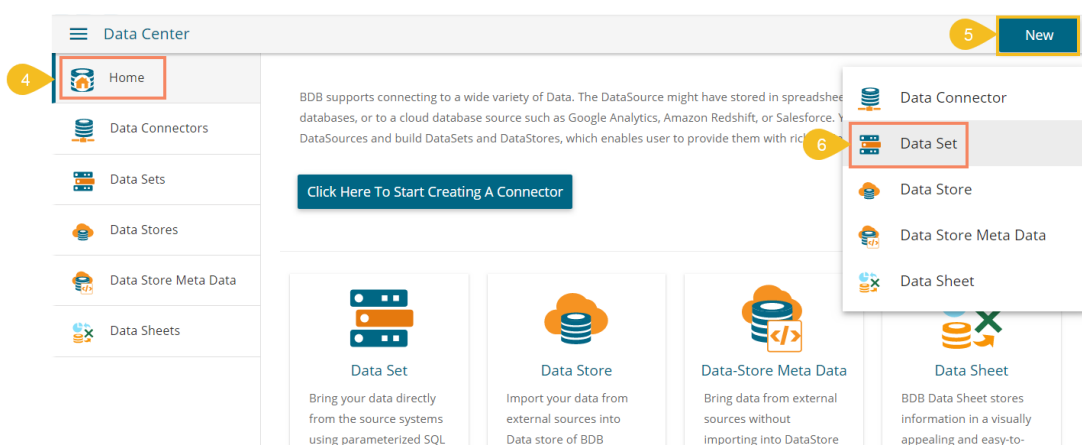 Data Center
5
New
4
Home
Data Connectors
Data Sets
Data Stores
Data Store Meta Data
Data Sheets
BDB supports connecting to a wide variety of Data. The DataSource might have stored in
databases, or to a cloud database source such as Google Analytics, Amazon Redshift, or Salesforce.
DataSources and build DataSets and DataStores, which enables user to provide them with
Click Here To Start Creating A Connector
Data Connector
6
Data Set
Data Store
Data Store Meta Data
Data Sheet
Data Set
Bring your data directly
from the source systems
using parameterized SQL
Data Store
Import your data from
external sources into
Data store of BDB
Data-Store Meta Data
Bring data from external
sources without
importing into DataStore
Data Sheet
BDB Data Sheet stores
information in a visually
appealing and easy-to-